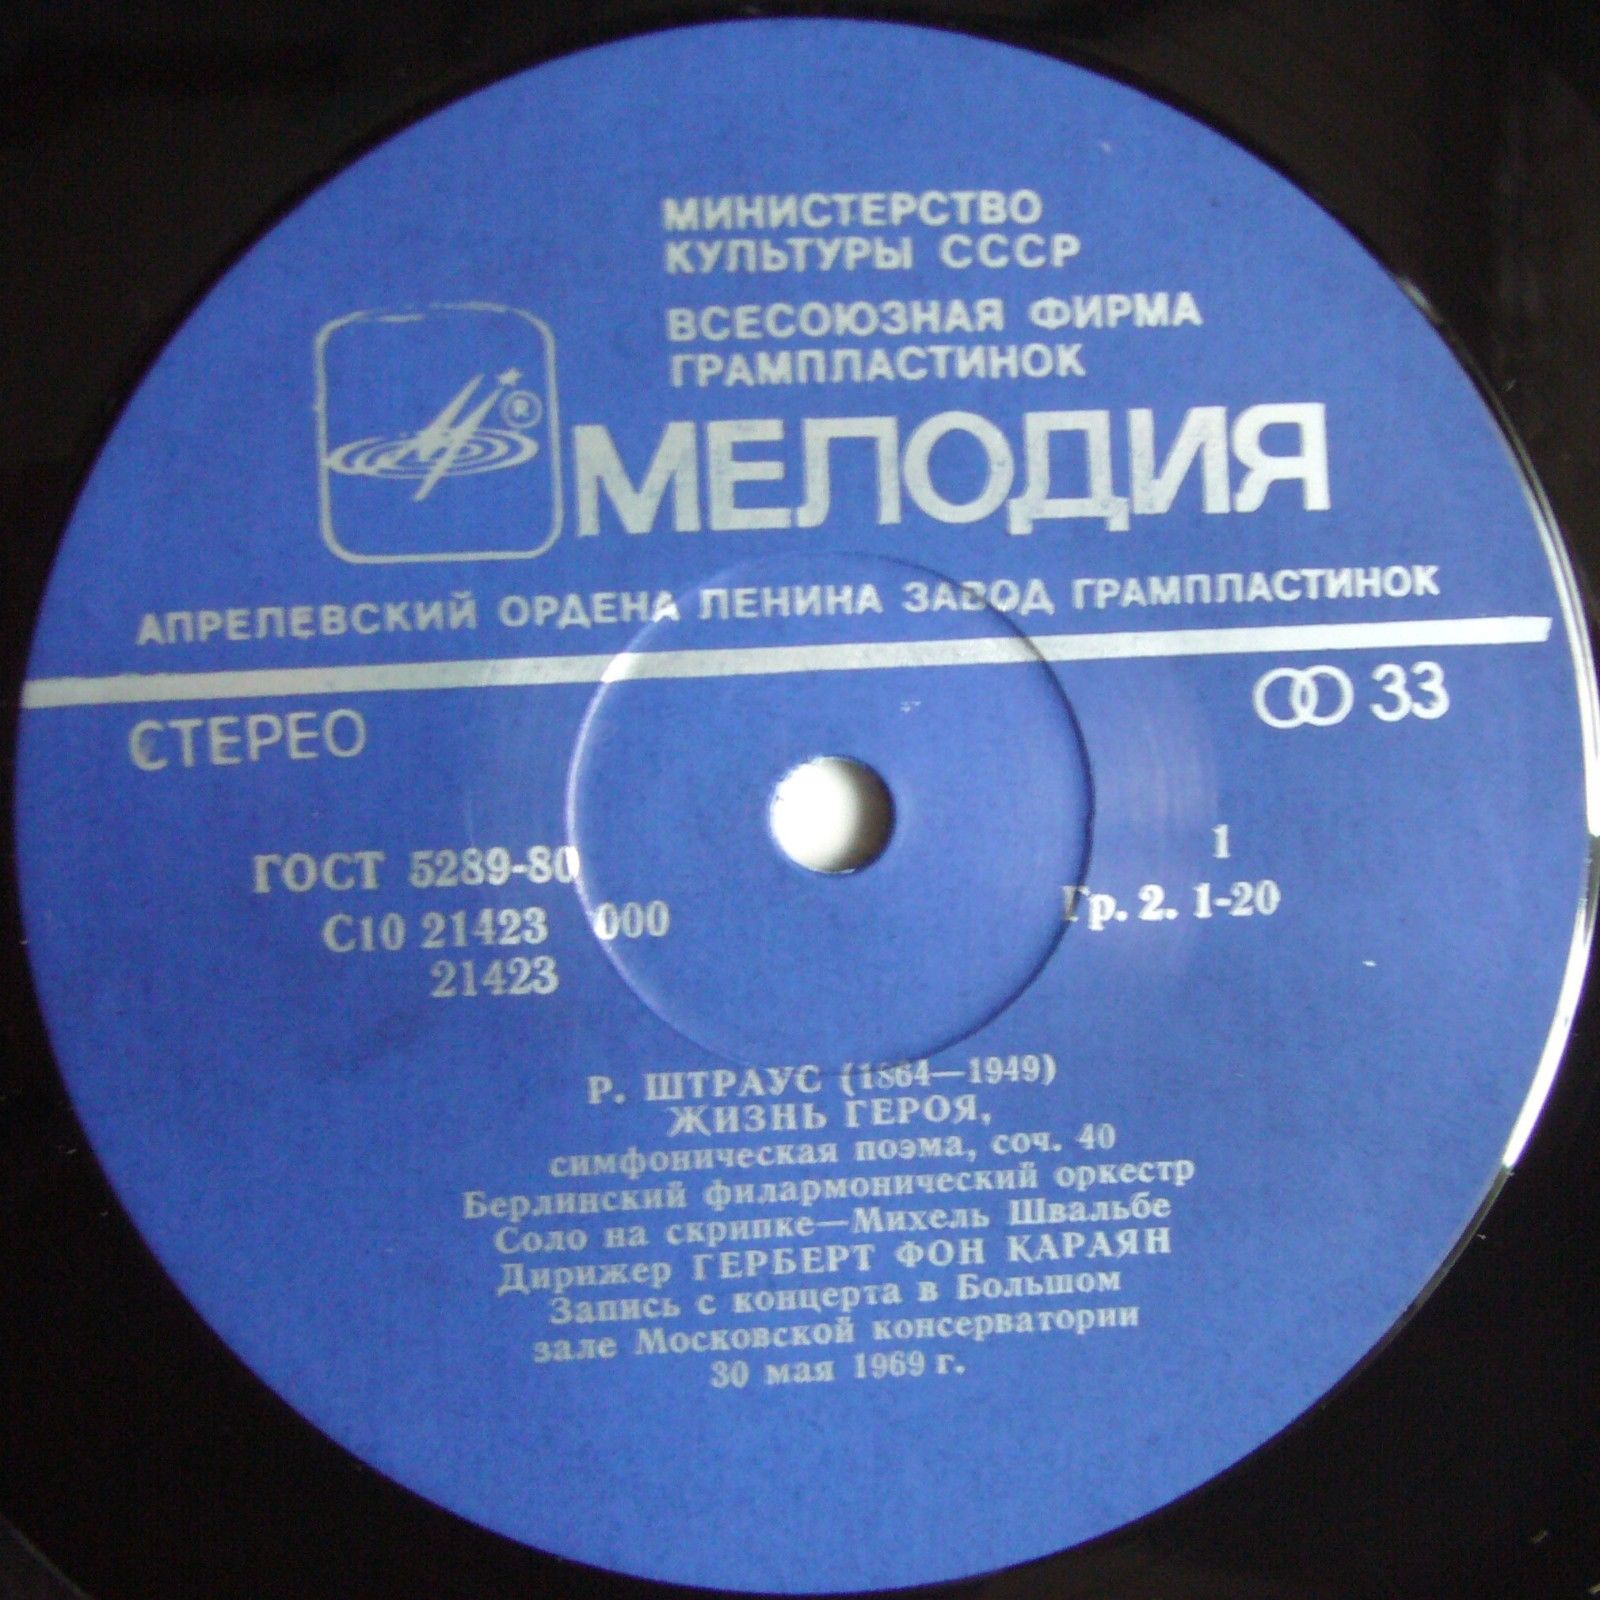 МИНИСТЕРСТВО
КУЛЬТУРЫ СССР
ВСЕСОЮЗНАЯ ФИРМА
ГРАМПЛАСТИНОК
®
МЕЛОДИЯ
АПРЕЛЕВСКИЙ ОРДЕНА ЛЕНИНА ЗАВОД ГРАМПЛАСТИНОК
СТЕРЕО
33
ГОСТ 5289-80
1
С10 21423 000
Гр. 2. 1-20
21423
Р. ШТРАУС (1864—1949)
ЖИЗНЬ ГЕРОЯ,
симфоническая поэма, соч. 40
Берлинский филармонический оркестр
Соло на скрипке—Михель Швальбе
Дирижер ГЕРБЕРТ ФОН КАРАЯН
Запись с концерта в Большом
зале Московской консерватории
30 мая 1969 г.